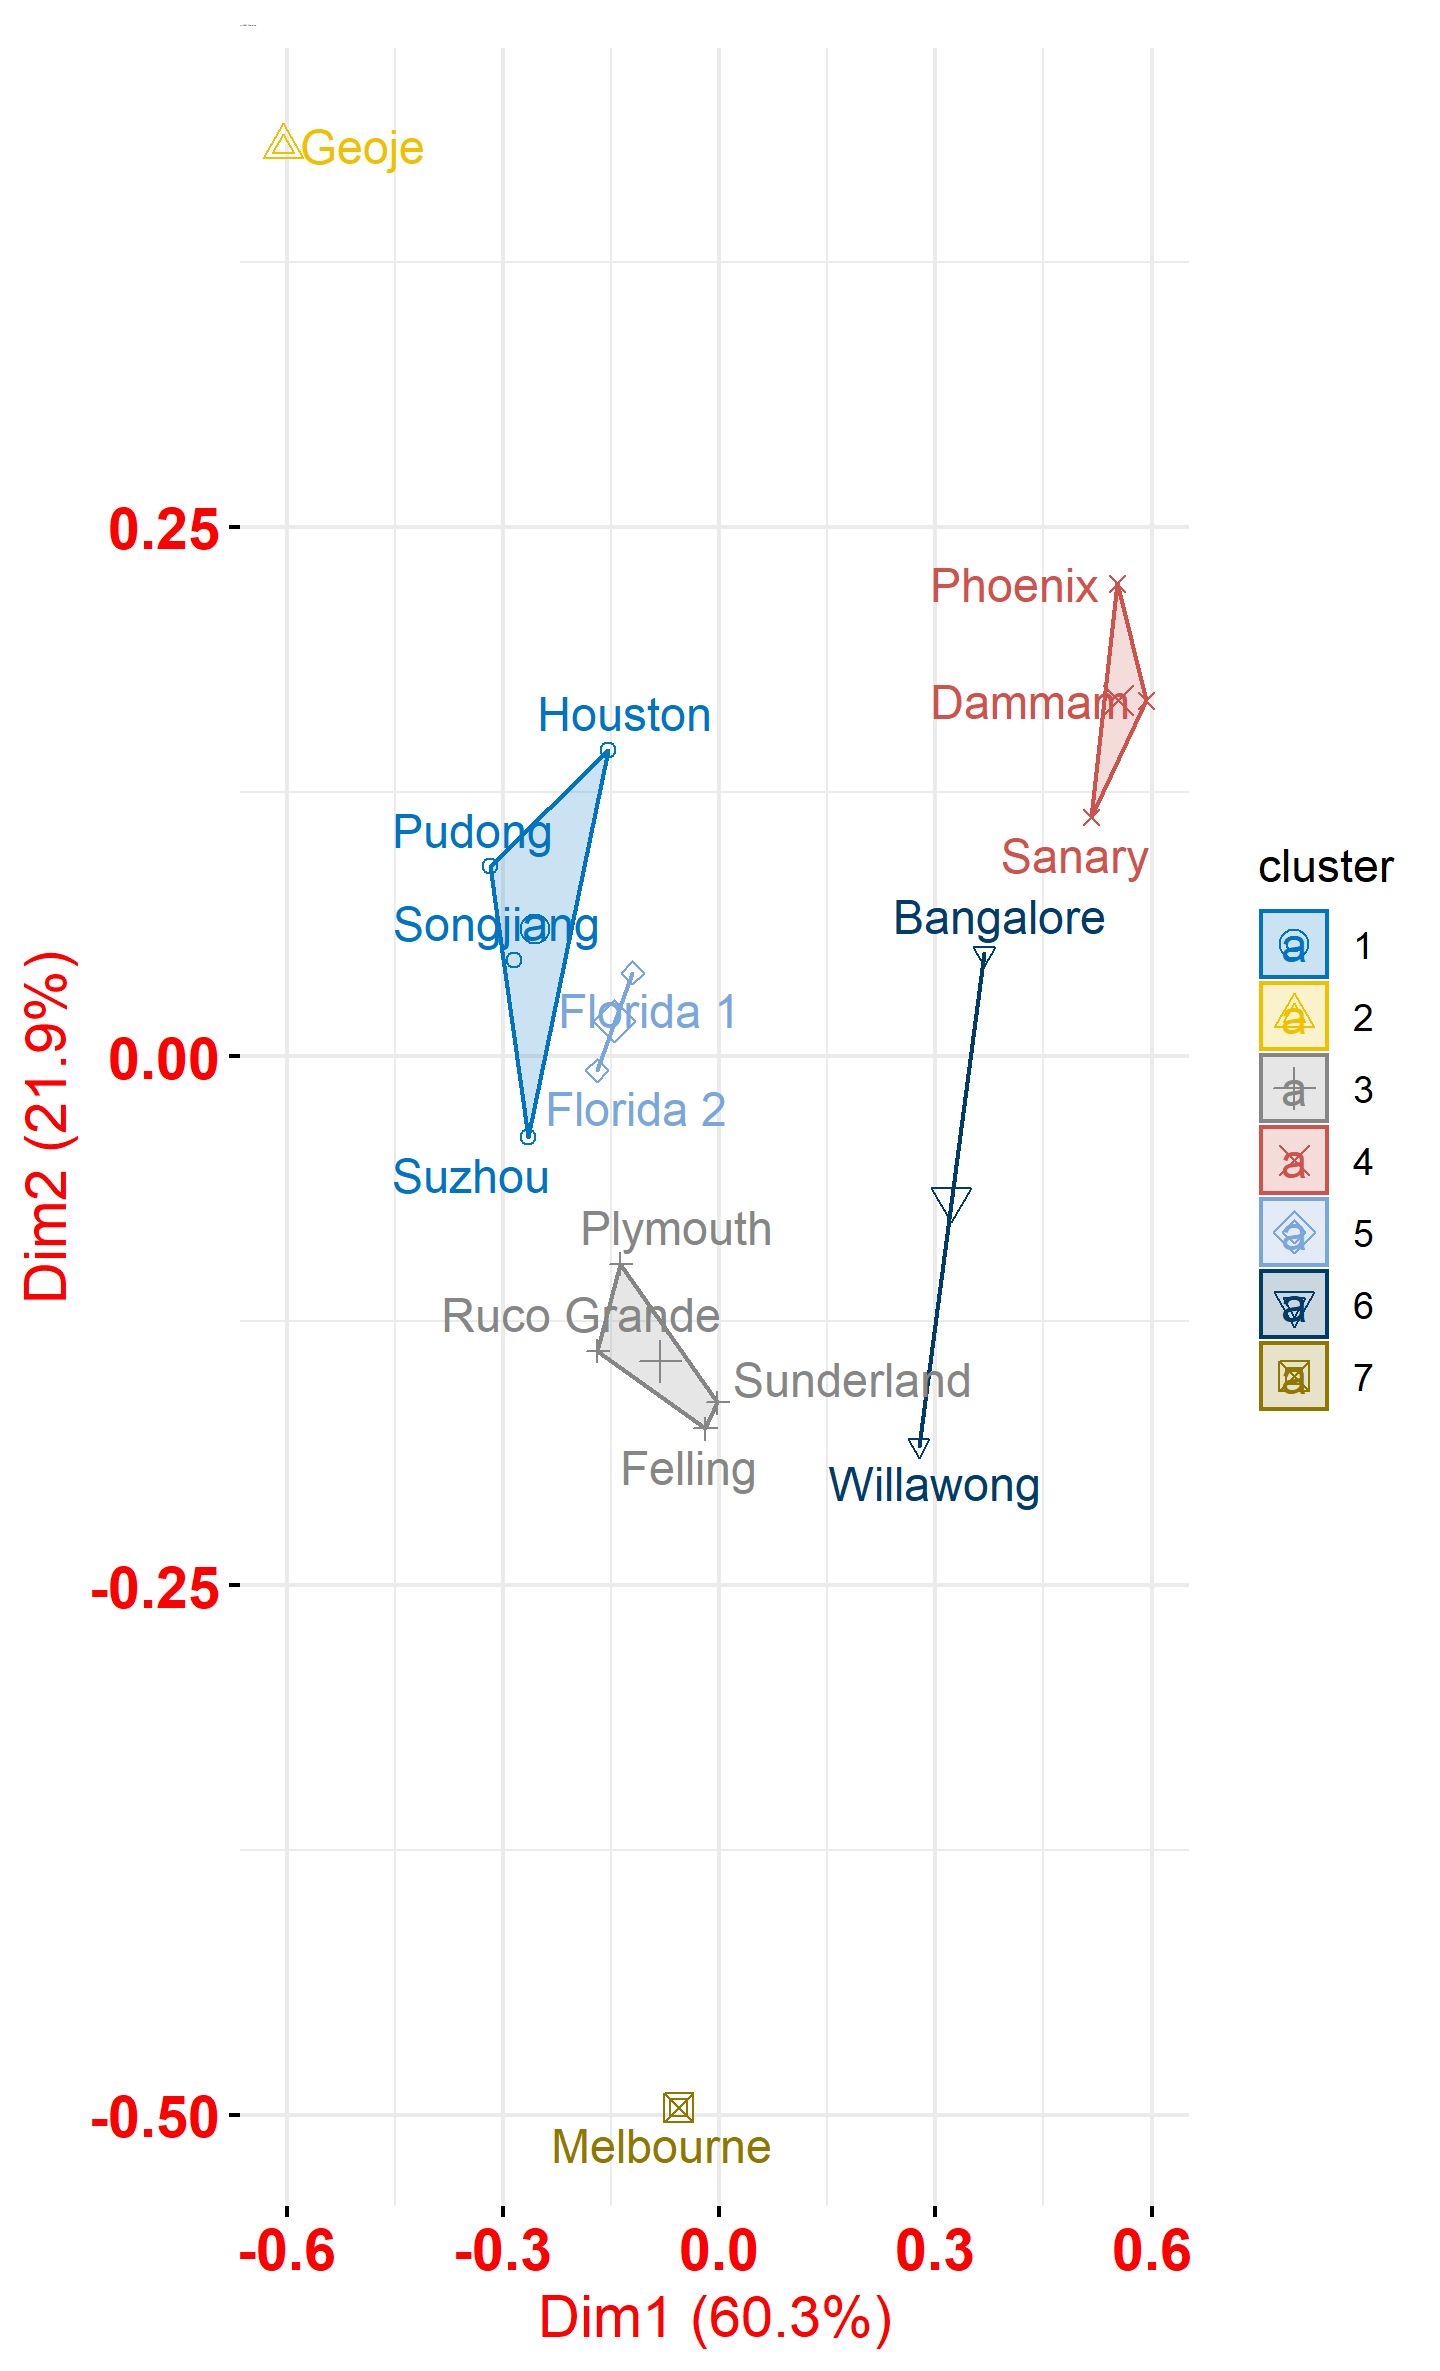 Geoje
0.25
Phoenix
Dammam
Houston
Pudong
Sanary
Songjiang
Bangalore
Florida 1
0.00
Florida 2
Suzhou
Plymouth
Ruco Grande
Sunderland
Felling
Willawong
-0.25
-0.50
Melbourne
-0.6 -0.3 0.0 0.3 0.6
Dim1 (60.3%)
Dim2 (21.9%)
cluster
a 1
a 2
a 3
a 4
a 5
a 6
a 7